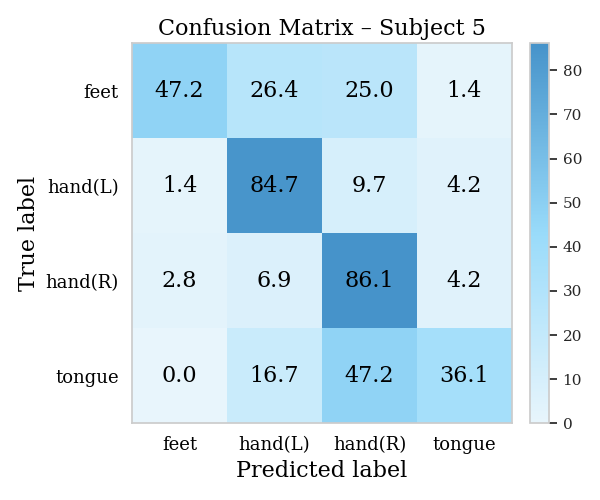 Confusion Matrix – Subject 5
feet 47.2 26.4 25.0 1.4
hand(L) 1.4 84.7 9.7 4.2
hand(R) 2.8 6.9 86.1 4.2
tongue 0.0 16.7 47.2 36.1
feet hand(L) hand(R) tongue
Predicted label
True label
80
70
60
50
40
30
20
10
0